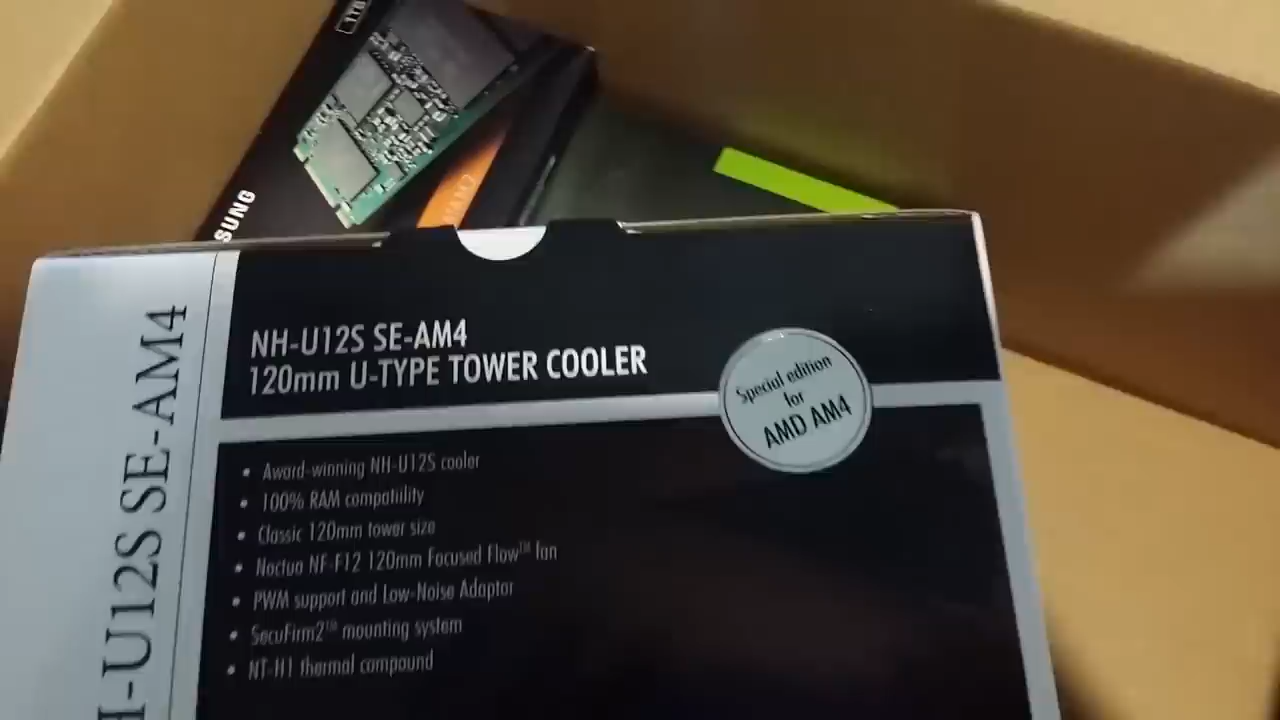 1TB
SUNG
NH-U12S SE-AM4
120mm U-TYPE TOWER COOLER
Special edition
for
AMD AM4
• Award-winning NH-U12S cooler
• 100% RAM compatibility
• Classic 120mm tower size
• Noctua NF-F12 120mm Focused Flow™ fan
• PWM support and Low-Noise Adaptor
• SecuFirm2™ mounting system
• NT-H1 thermal compound
H-U12S SE-AM4